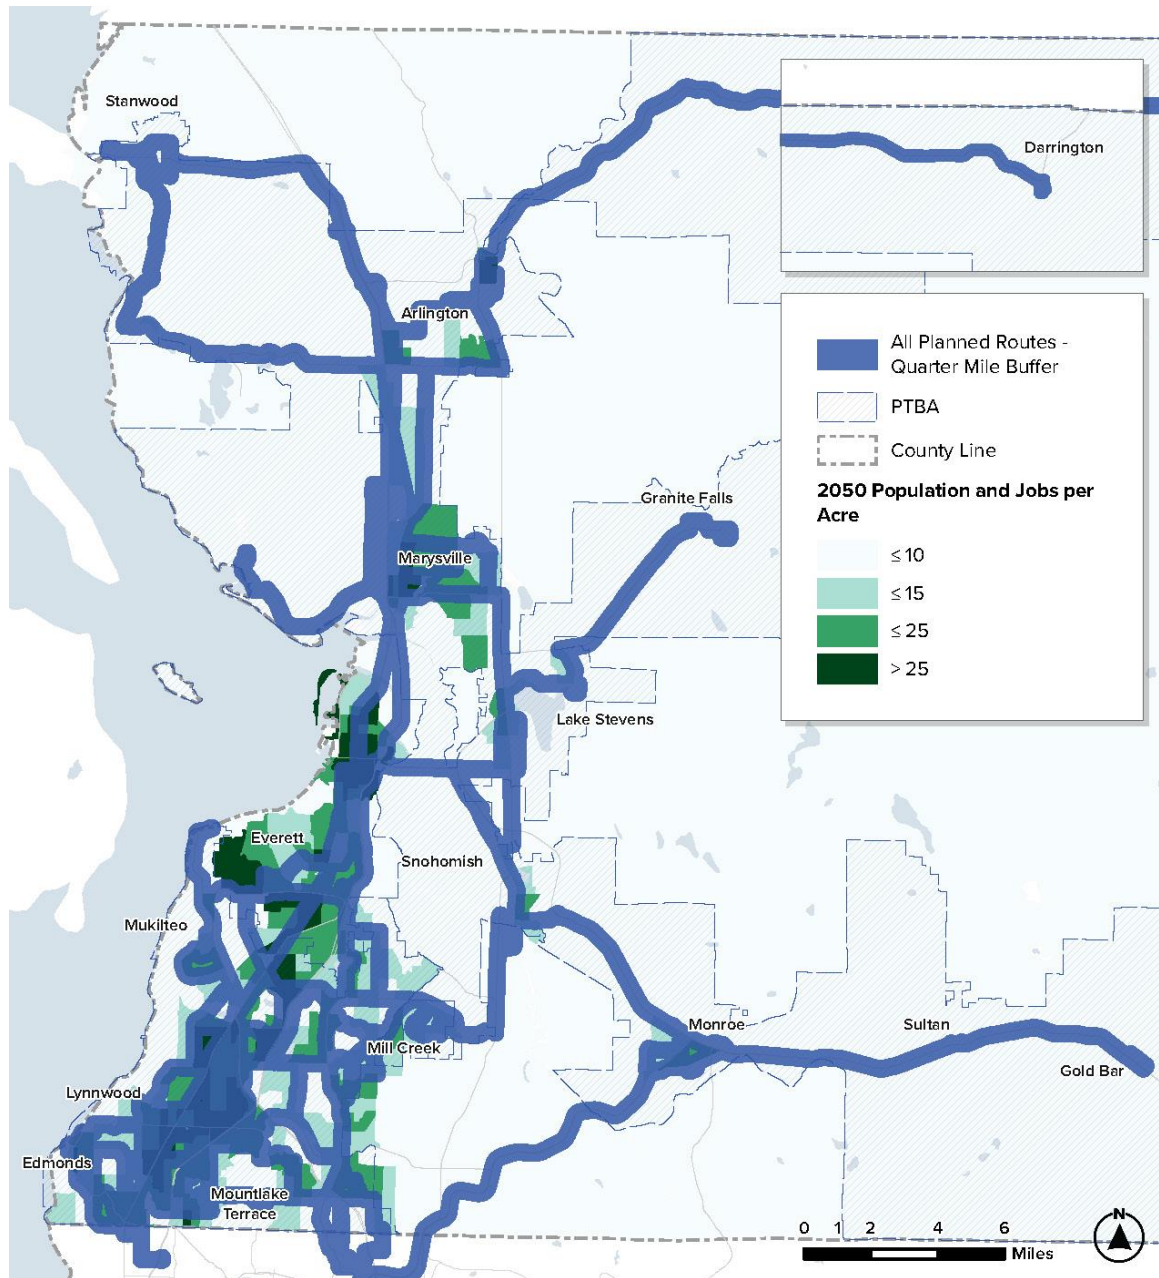 Stanwood
Darrington
Arlington
All Planned Routes -
Quarter Mile Buffer
PTBA
County Line
2050 Population and Jobs per
Acre
≤ 10
≤ 15
≤ 25
> 25
Granite Falls
Marysville
Lake Stevens
Everett
Snohomish
Mukilteo
Monroe
Sultan
Mill Creek
Gold Bar
Lynnwood
Edmonds
Mountlake
Terrace
N
0 1 2 4 6
Miles